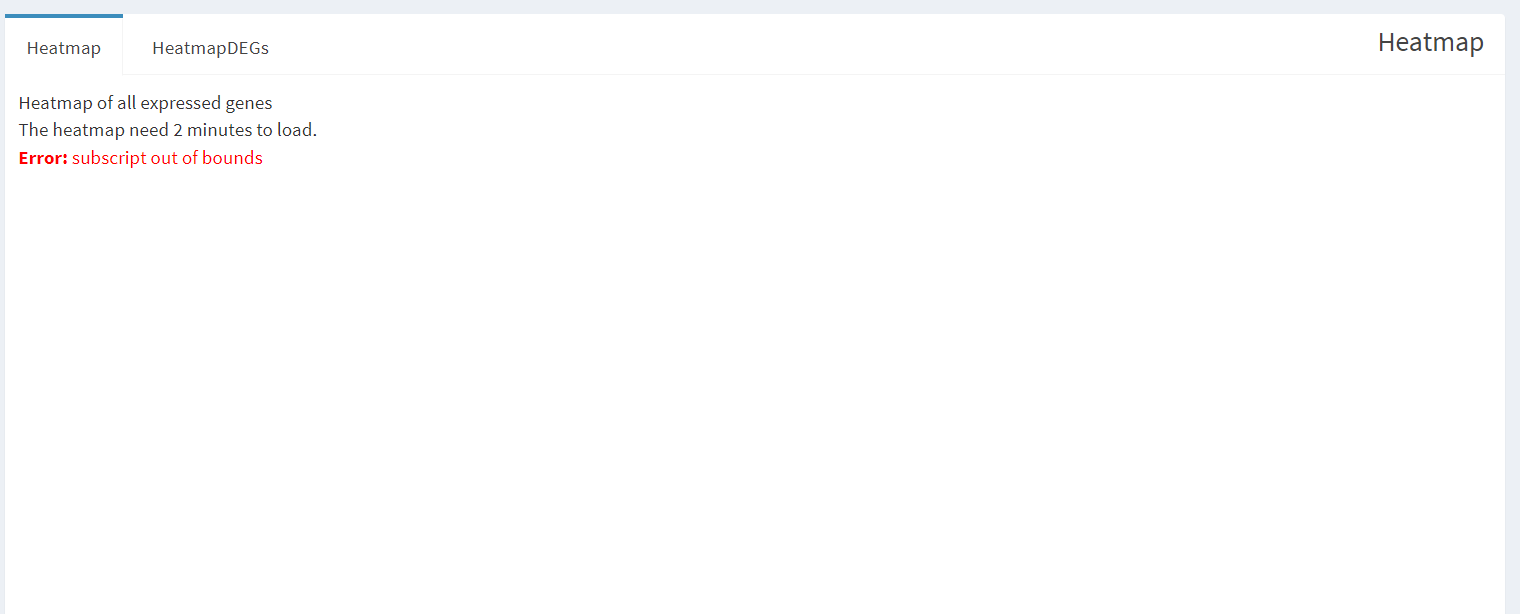 Heatmap
HeatmapDEGs
Heatmap
Heatmap of all expressed genes
The heatmap need 2 minutes to load.
Error: subscript out of bounds